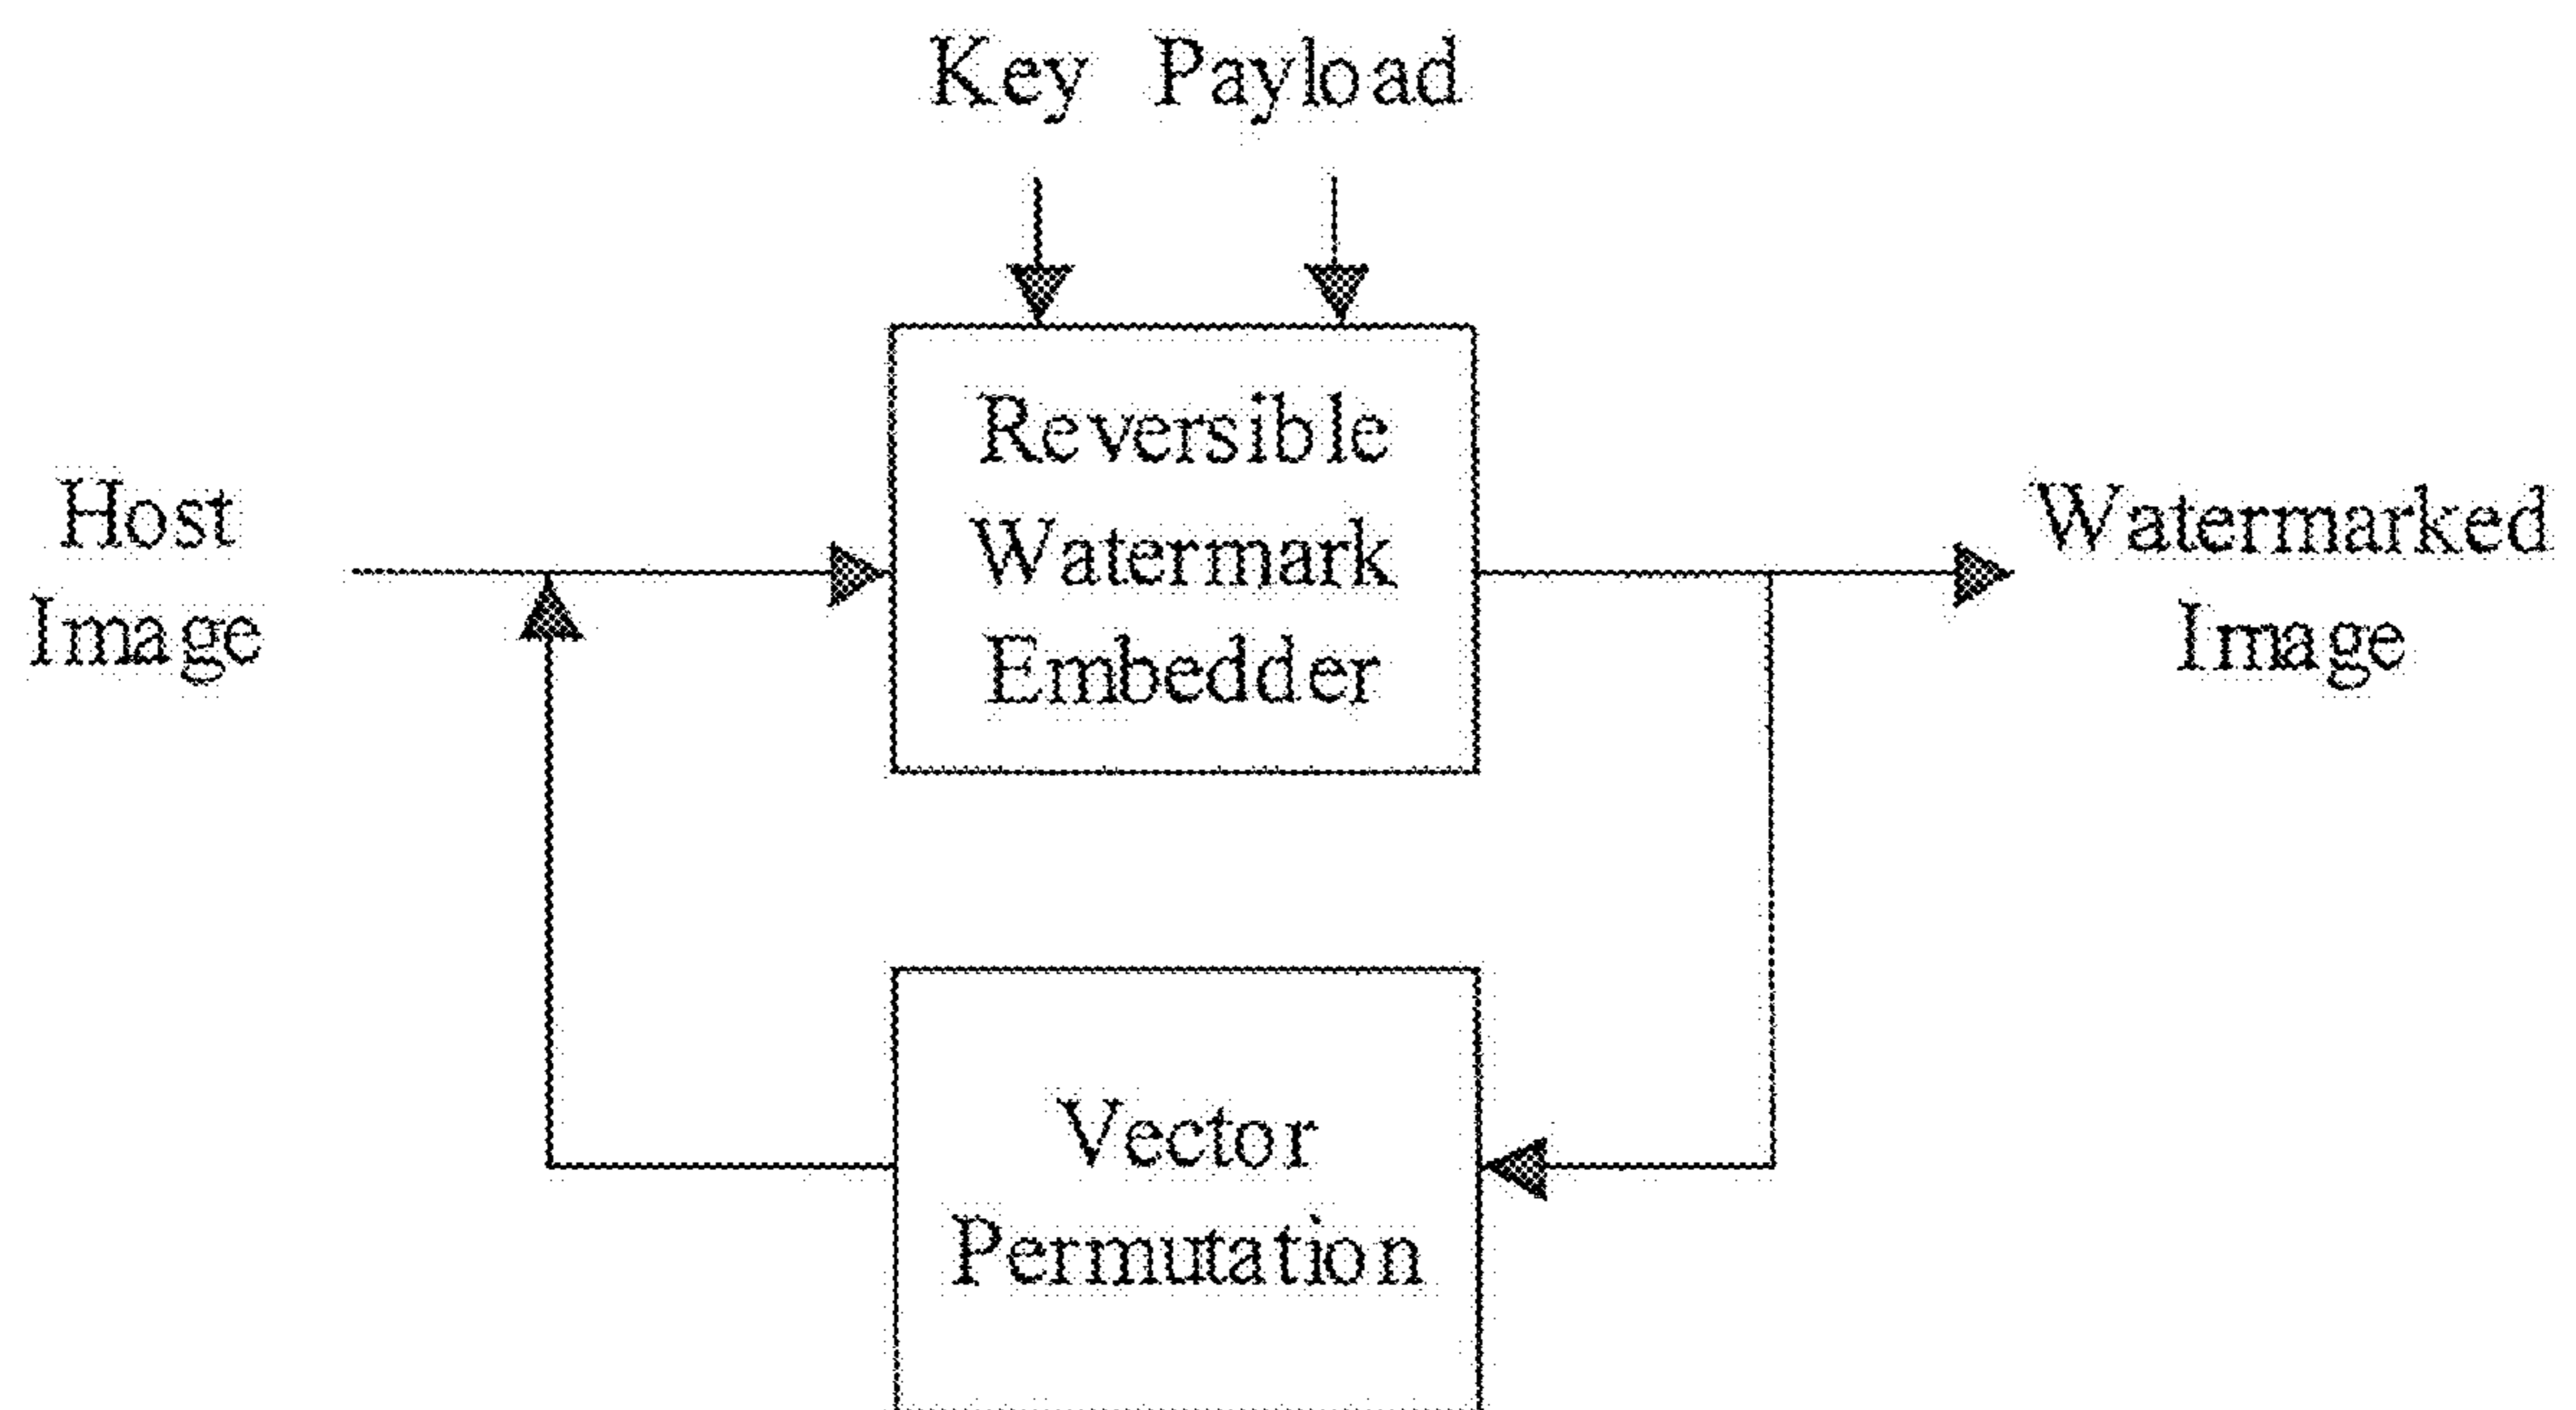 Key Payload
Reversible
Watermark
Embedder
Host
Image
Watermarked
Image
Vector
Permutation